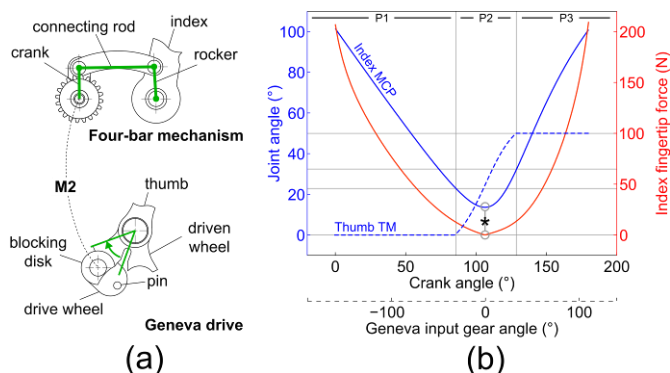 index
connecting rod
crank
rocker
Four-bar mechanism
M2
thumb
driven
wheel
blocking
disk
pin
drive wheel
Geneva drive
(a)
P1
P2
P3
100
80
60
40
20
0
Joint angle (°)
Index MCP
Thumb TM
*
200
150
100
50
0
Index fingertip force (N)
0
50
100
150
200
Crank angle (°)
−100
0
100
Geneva input gear angle (°)
(b)